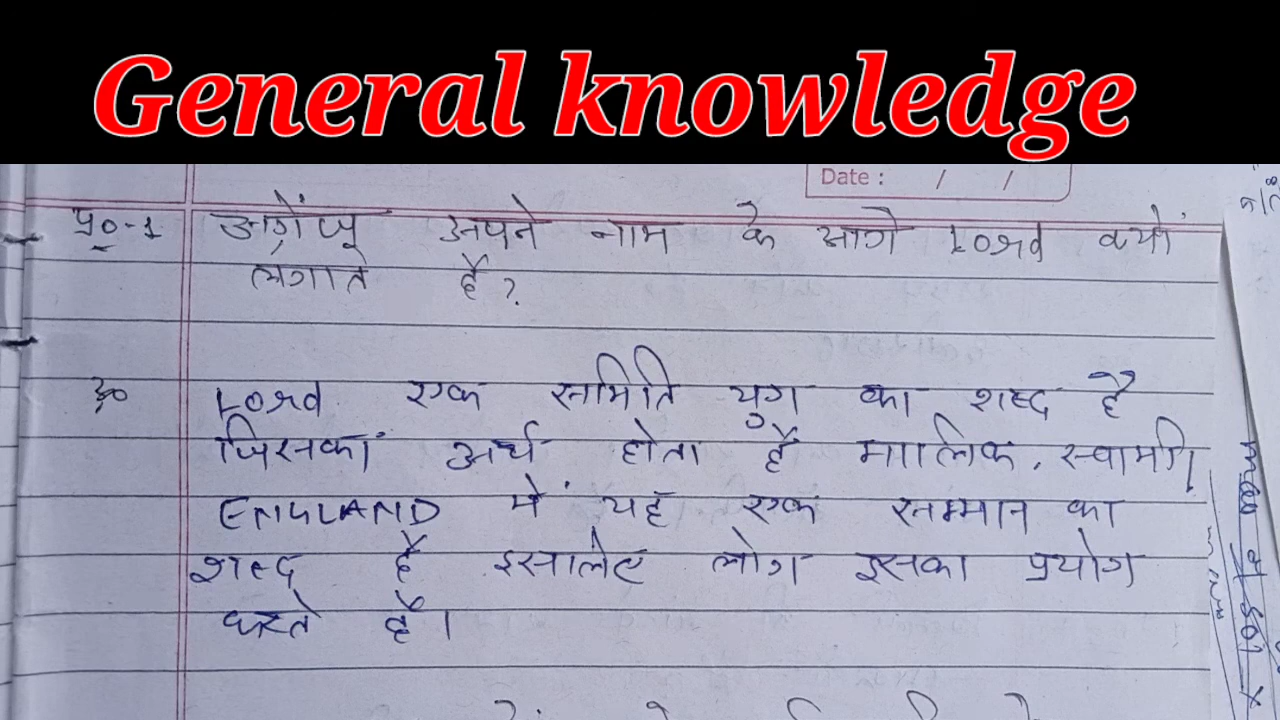 General knowledge
Date : / /
प्र०-1 अग्रेंज अपने नाम के आगे Lord क्यों
लगाते है ?
उ० Lord एक समिति युग का शब्द है
जिसका अर्थ होता है मालिक, स्वामी।
ENGLAND में यह एक सम्मान का
शब्द है इसलिए लोग इसका प्रयोग
करते है।